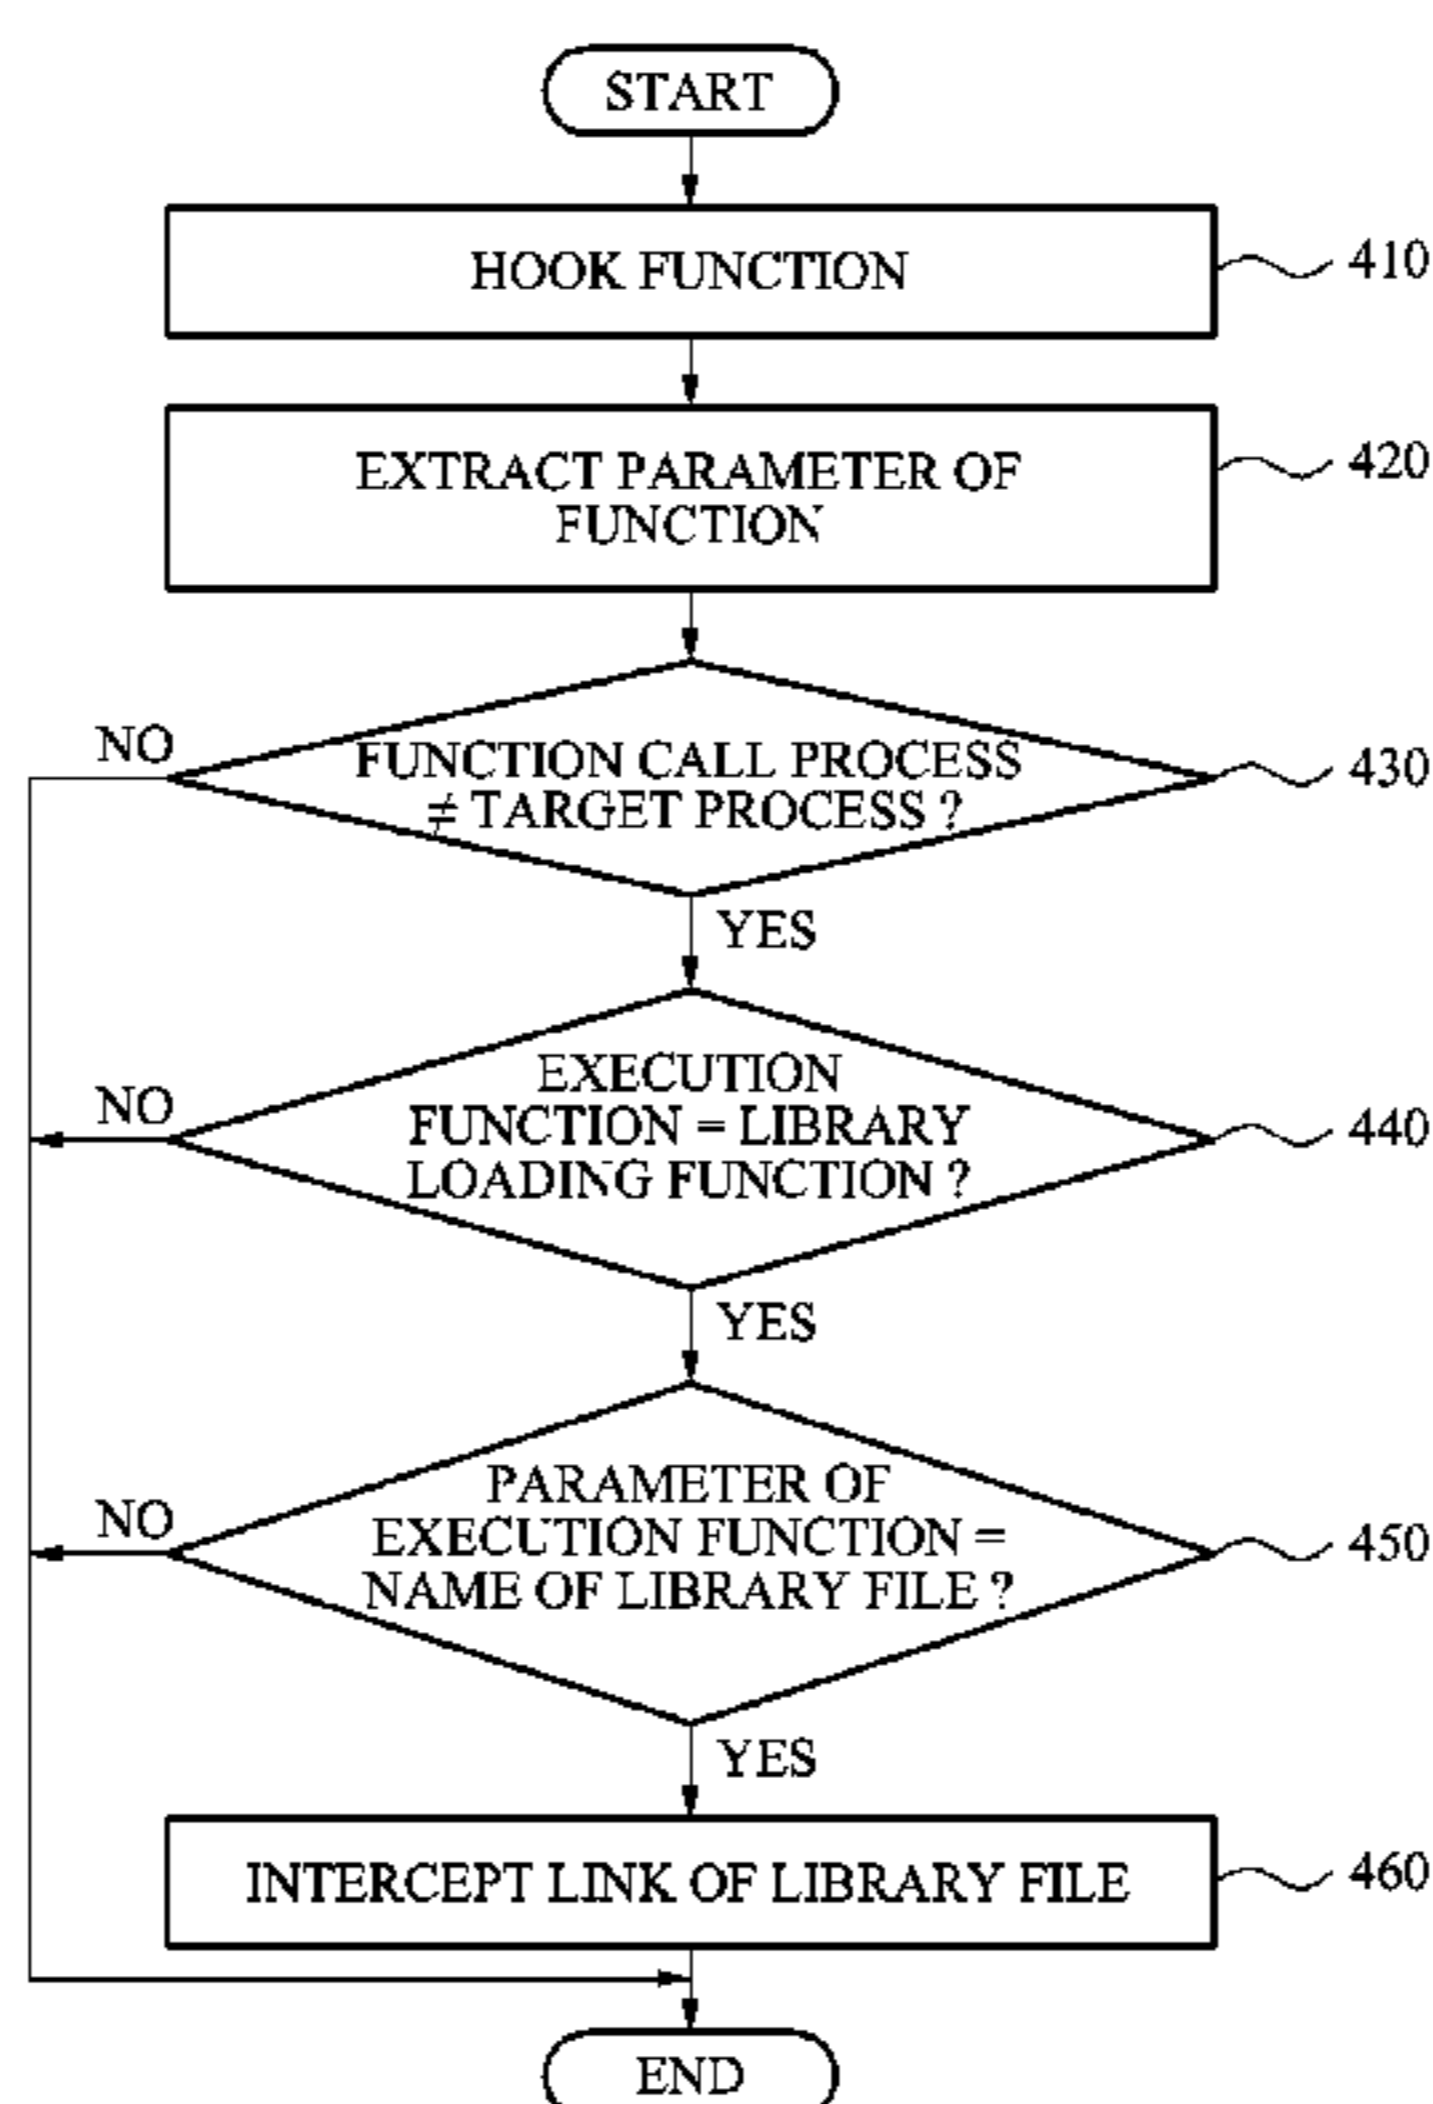 START
HOOK FUNCTION
410
EXTRACT PARAMETER OF
FUNCTION
420
NO
FUNCTION CALL PROCESS
≠ TARGET PROCESS ?
430
YES
NO
EXECUTION
FUNCTION = LIBRARY
LOADING FUNCTION ?
440
YES
NO
PARAMETER OF
EXECUTION FUNCTION =
NAME OF LIBRARY FILE ?
450
YES
INTERCEPT LINK OF LIBRARY FILE
460
END